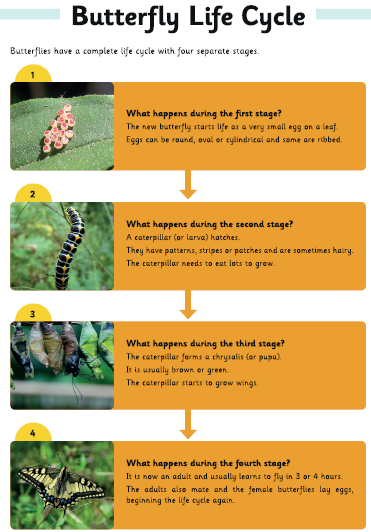 Butterfly Life Cycle
Butterflies have a complete life cycle with four separate stages.
1
What happens during the first stage?
The new butterfly starts life as a very small egg on a leaf.
Eggs can be round, oval or cylindrical and some are ribbed.
2
What happens during the second stage?
A caterpillar (or larva) hatches.
They have patterns, stripes or patches and are sometimes hairy.
The caterpillar needs to eat lots to grow.
3
What happens during the third stage?
The caterpillar forms a chrysalis (or pupa).
It is usually brown or green.
The caterpillar starts to grow wings.
4
What happens during the fourth stage?
It is now an adult and usually learns to fly in 3 or 4 hours.
The adults also mate and the female butterflies lay eggs,
beginning the life cycle again.